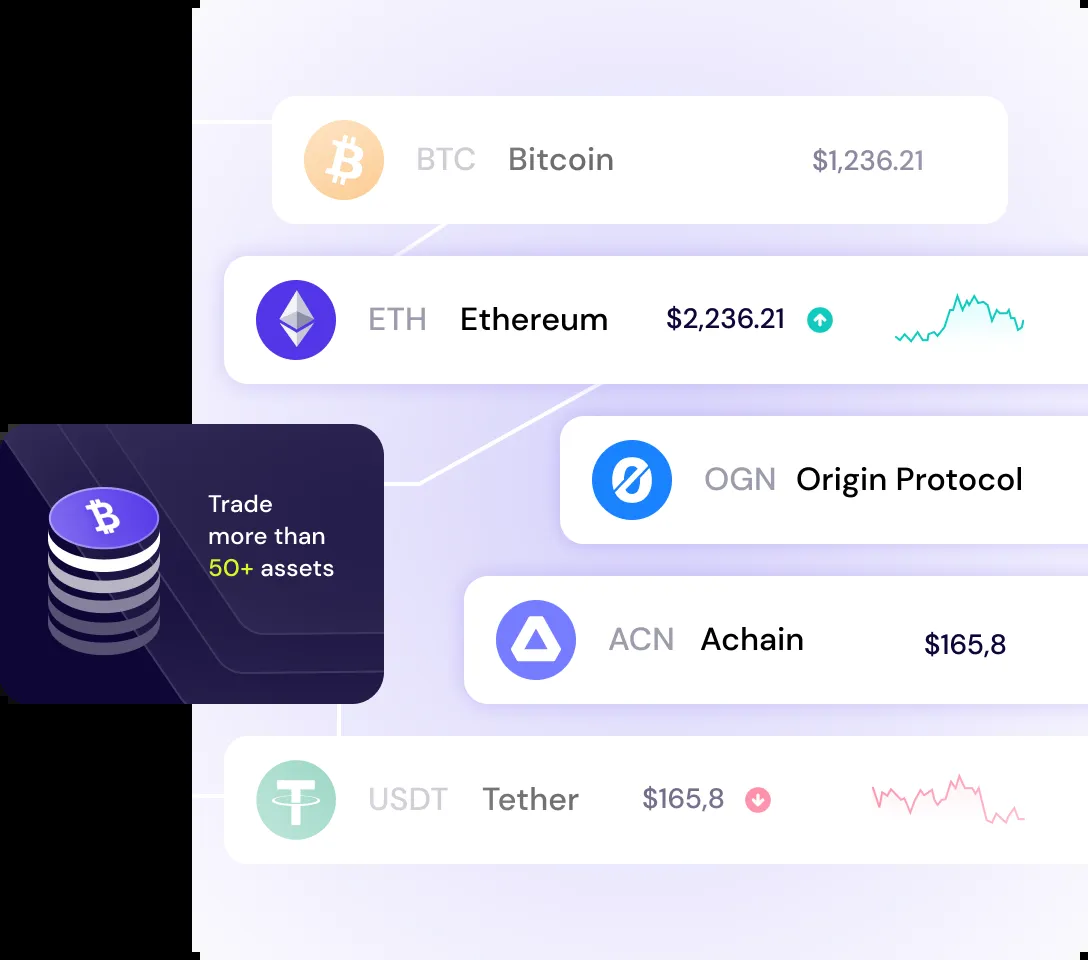 BTC Bitcoin $1,236.21
ETH Ethereum $2,236.21
OGN Origin Protocol
Trade
more than
50+ assets
ACN Achain $165,8
USDT Tether $165,8